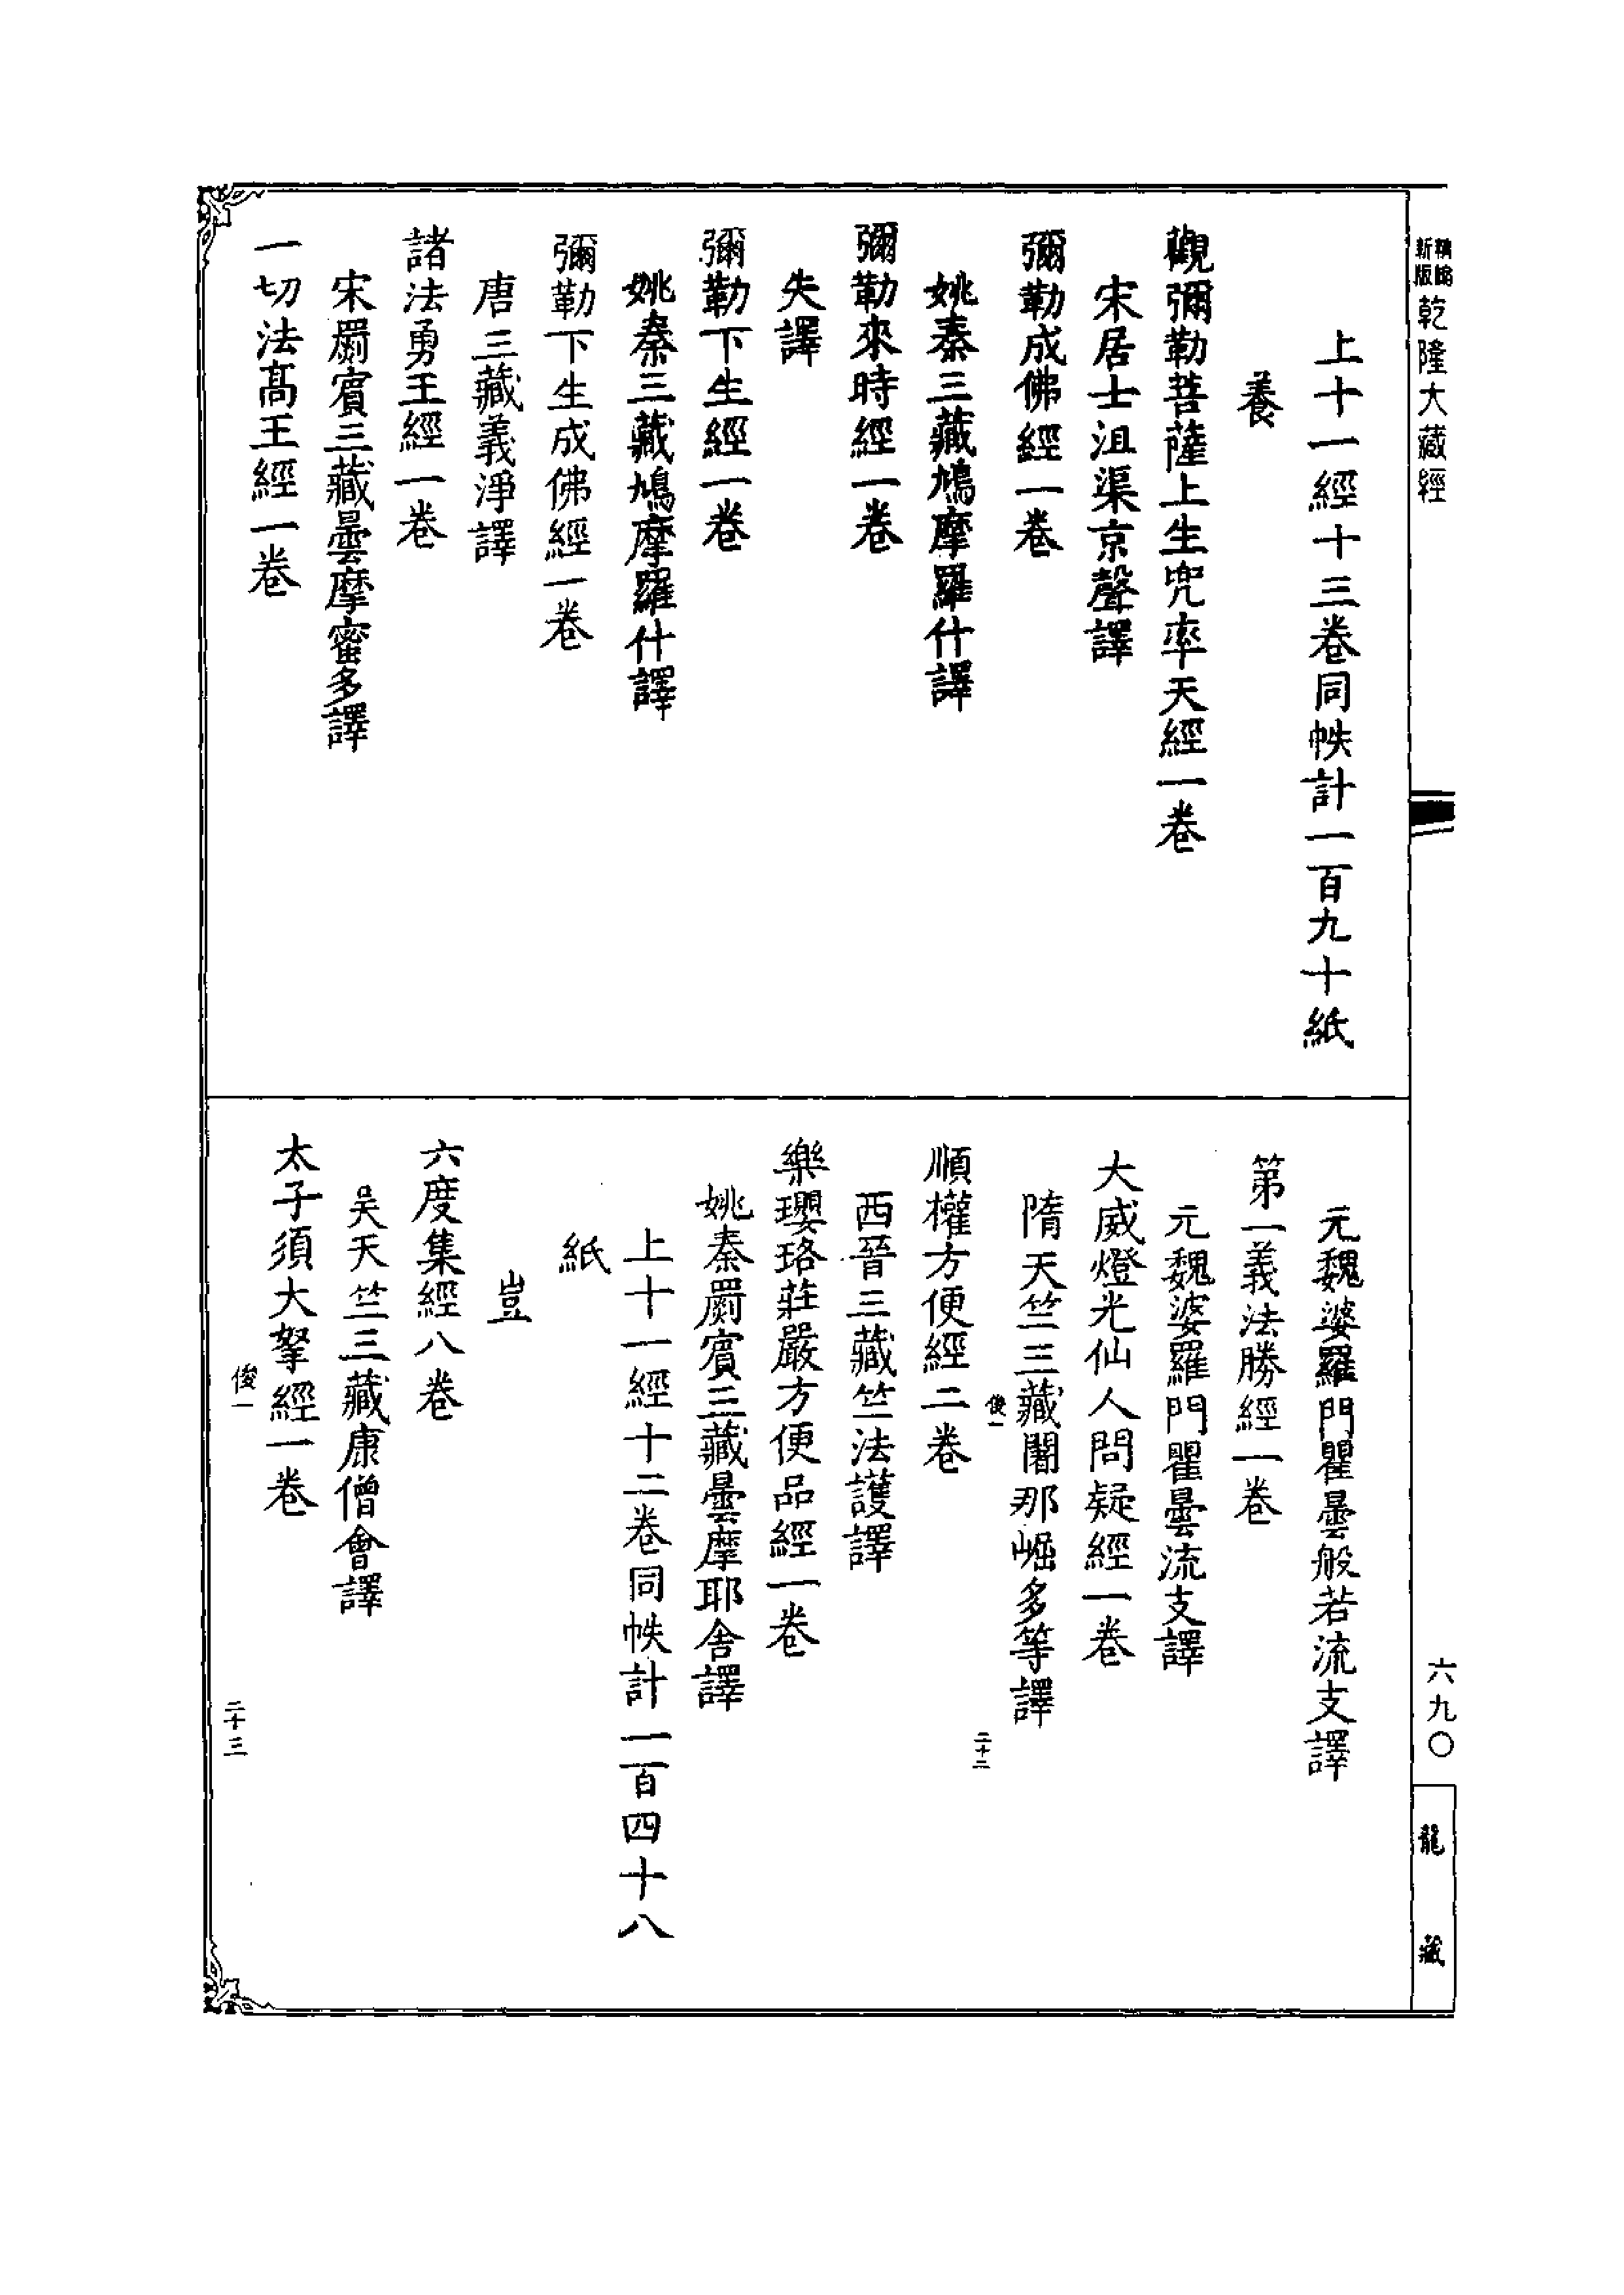 新版
精縮
乾隆大藏經
上十一經十三卷同帙計一百九十紙
養
觀彌勒菩薩上生兜率天經一卷
宋居士沮渠京聲譯
彌勒成佛經一卷
姚秦三藏鳩摩羅什譯
彌勒來時經一卷
失譯
彌勒下生經一卷
姚秦三藏鳩摩羅什譯
彌勒下生成佛經一卷
唐三藏義淨譯
諸法勇王經一卷
宋罽賓三藏曇摩蜜多譯
一切法高王經一卷
元魏婆羅門瞿曇般若流支譯
第一義法勝經一卷
元魏婆羅門瞿曇流支譯
大威燈光仙人問疑經一卷
隋天竺三藏闍那崛多等譯
俊一
二十二
順權方便經二卷
西晉三藏竺法護譯
樂瓔珞莊嚴方便品經一卷
姚秦罽賓三藏曇摩耶舍譯
上十一經十二卷同帙計一百四十八
紙
豈
六度集經八卷
吳天竺三藏康僧會譯
太子須大拏經一卷
俊一
二十三
六九〇
龍藏